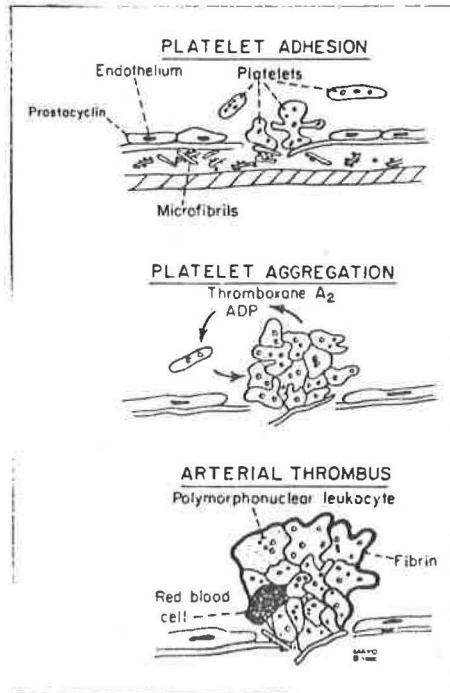 PLATELET ADHESION
Endothelium
Platelets
Prostacyclin
Microfibrils
PLATELET AGGREGATION
Thromboxane A2
ADP
ARTERIAL THROMBUS
Polymorphonuclear leukocyte
Fibrin
Red blood
cell
MAYO